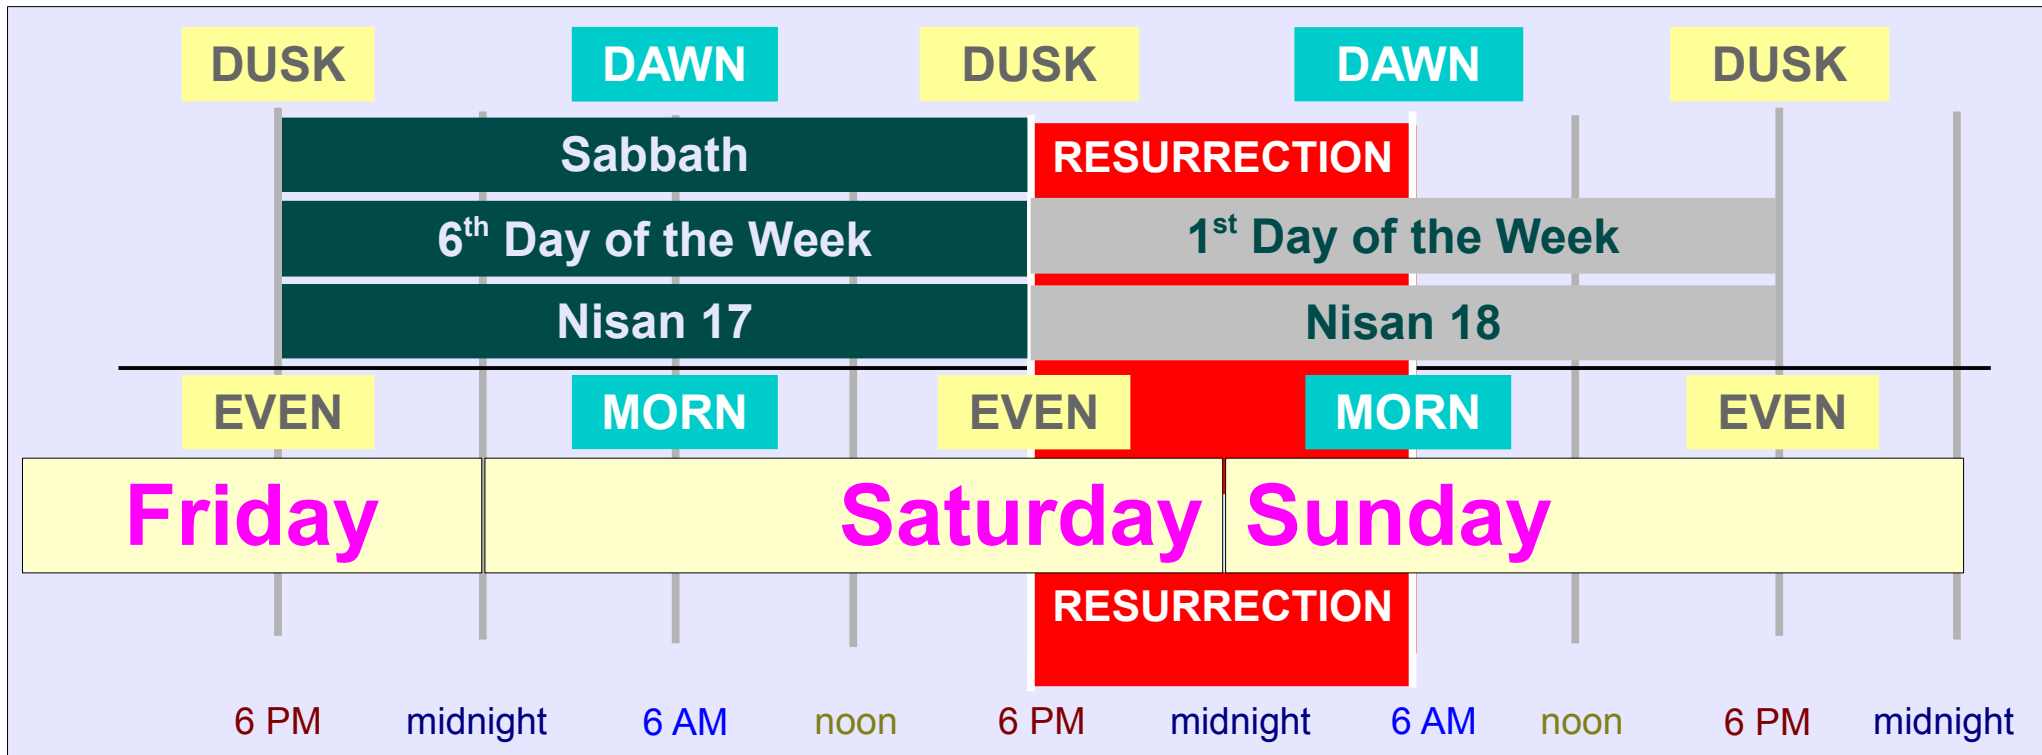 DUSK DAWN DUSK DAWN DUSK
Sabbath RESURRECTION
6th Day of the Week 1st Day of the Week
Nisan 17 Nisan 18
EVEN MORN EVEN MORN EVEN
Friday Saturday Sunday
RESURRECTION
6 PM midnight 6 AM noon 6 PM midnight 6 AM noon 6 PM midnight